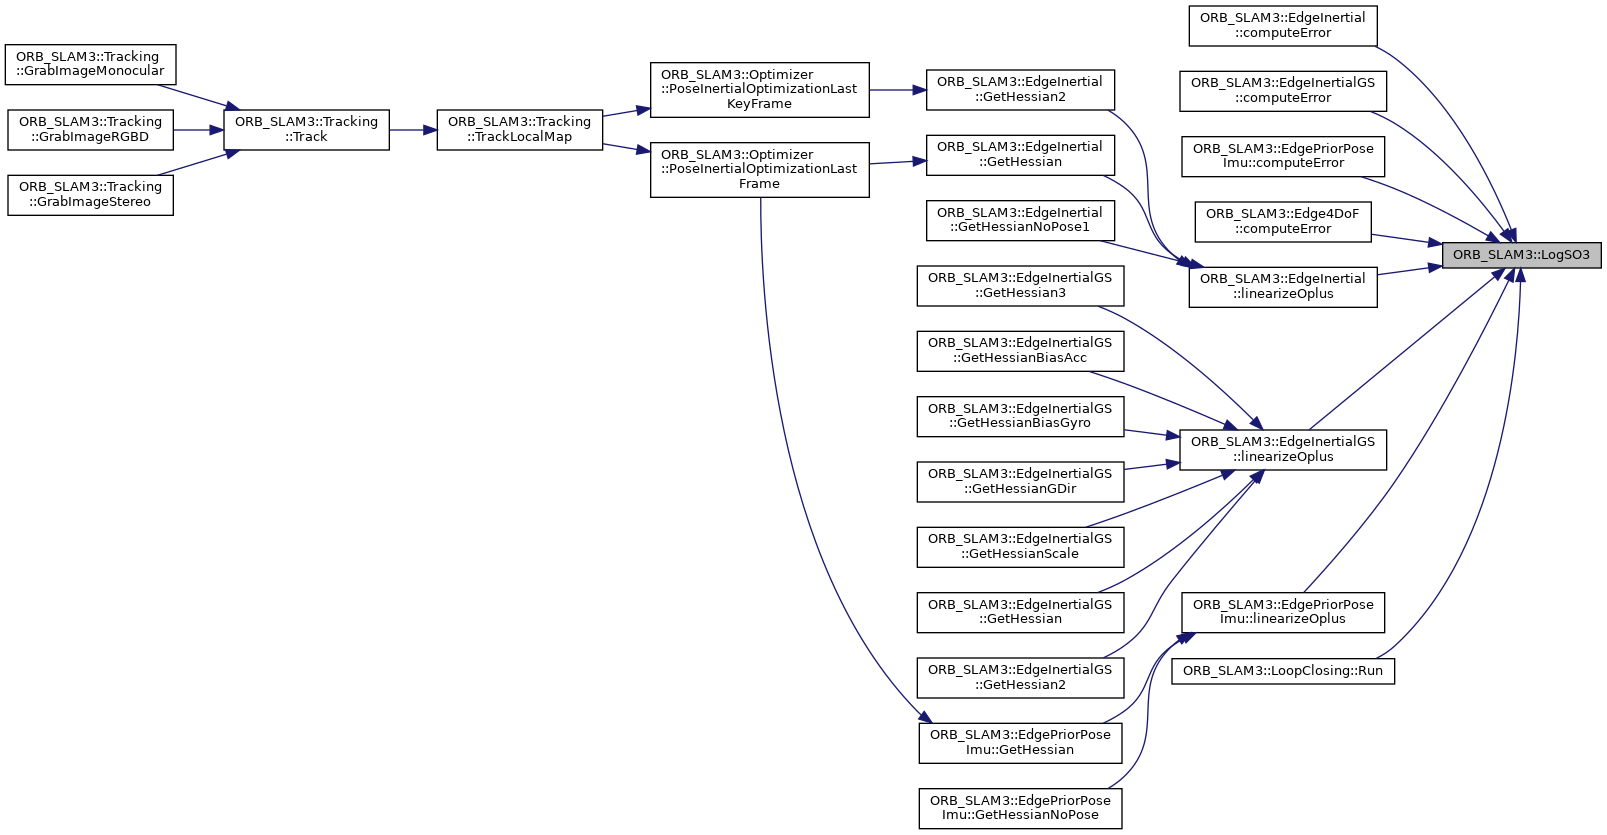 ORB_SLAM3::Tracking
::GrabImageMonocular
ORB_SLAM3::Tracking
::GrabImageRGBD
ORB_SLAM3::Tracking
::GrabImageStereo
ORB_SLAM3::Tracking
::Track
ORB_SLAM3::Tracking
::TrackLocalMap
ORB_SLAM3::Optimizer
::PoseInertialOptimizationLast
KeyFrame
ORB_SLAM3::Optimizer
::PoseInertialOptimizationLast
Frame
ORB_SLAM3::EdgeInertial
::GetHessian2
ORB_SLAM3::EdgeInertial
::GetHessian
ORB_SLAM3::EdgeInertial
::GetHessianNoPose1
ORB_SLAM3::EdgeInertialGS
::GetHessian3
ORB_SLAM3::EdgeInertialGS
::GetHessianBiasAcc
ORB_SLAM3::EdgeInertialGS
::GetHessianBiasGyro
ORB_SLAM3::EdgeInertialGS
::GetHessianGDir
ORB_SLAM3::EdgeInertialGS
::GetHessianScale
ORB_SLAM3::EdgeInertialGS
::GetHessian
ORB_SLAM3::EdgeInertialGS
::GetHessian2
ORB_SLAM3::EdgePriorPose
Imu::GetHessian
ORB_SLAM3::EdgePriorPose
Imu::GetHessianNoPose
ORB_SLAM3::EdgeInertial
::computeError
ORB_SLAM3::EdgeInertialGS
::computeError
ORB_SLAM3::EdgePriorPose
Imu::computeError
ORB_SLAM3::Edge4DoF
::computeError
ORB_SLAM3::EdgeInertial
::linearizeOplus
ORB_SLAM3::EdgeInertialGS
::linearizeOplus
ORB_SLAM3::EdgePriorPose
Imu::linearizeOplus
ORB_SLAM3::LoopClosing::Run
ORB_SLAM3::LogSO3